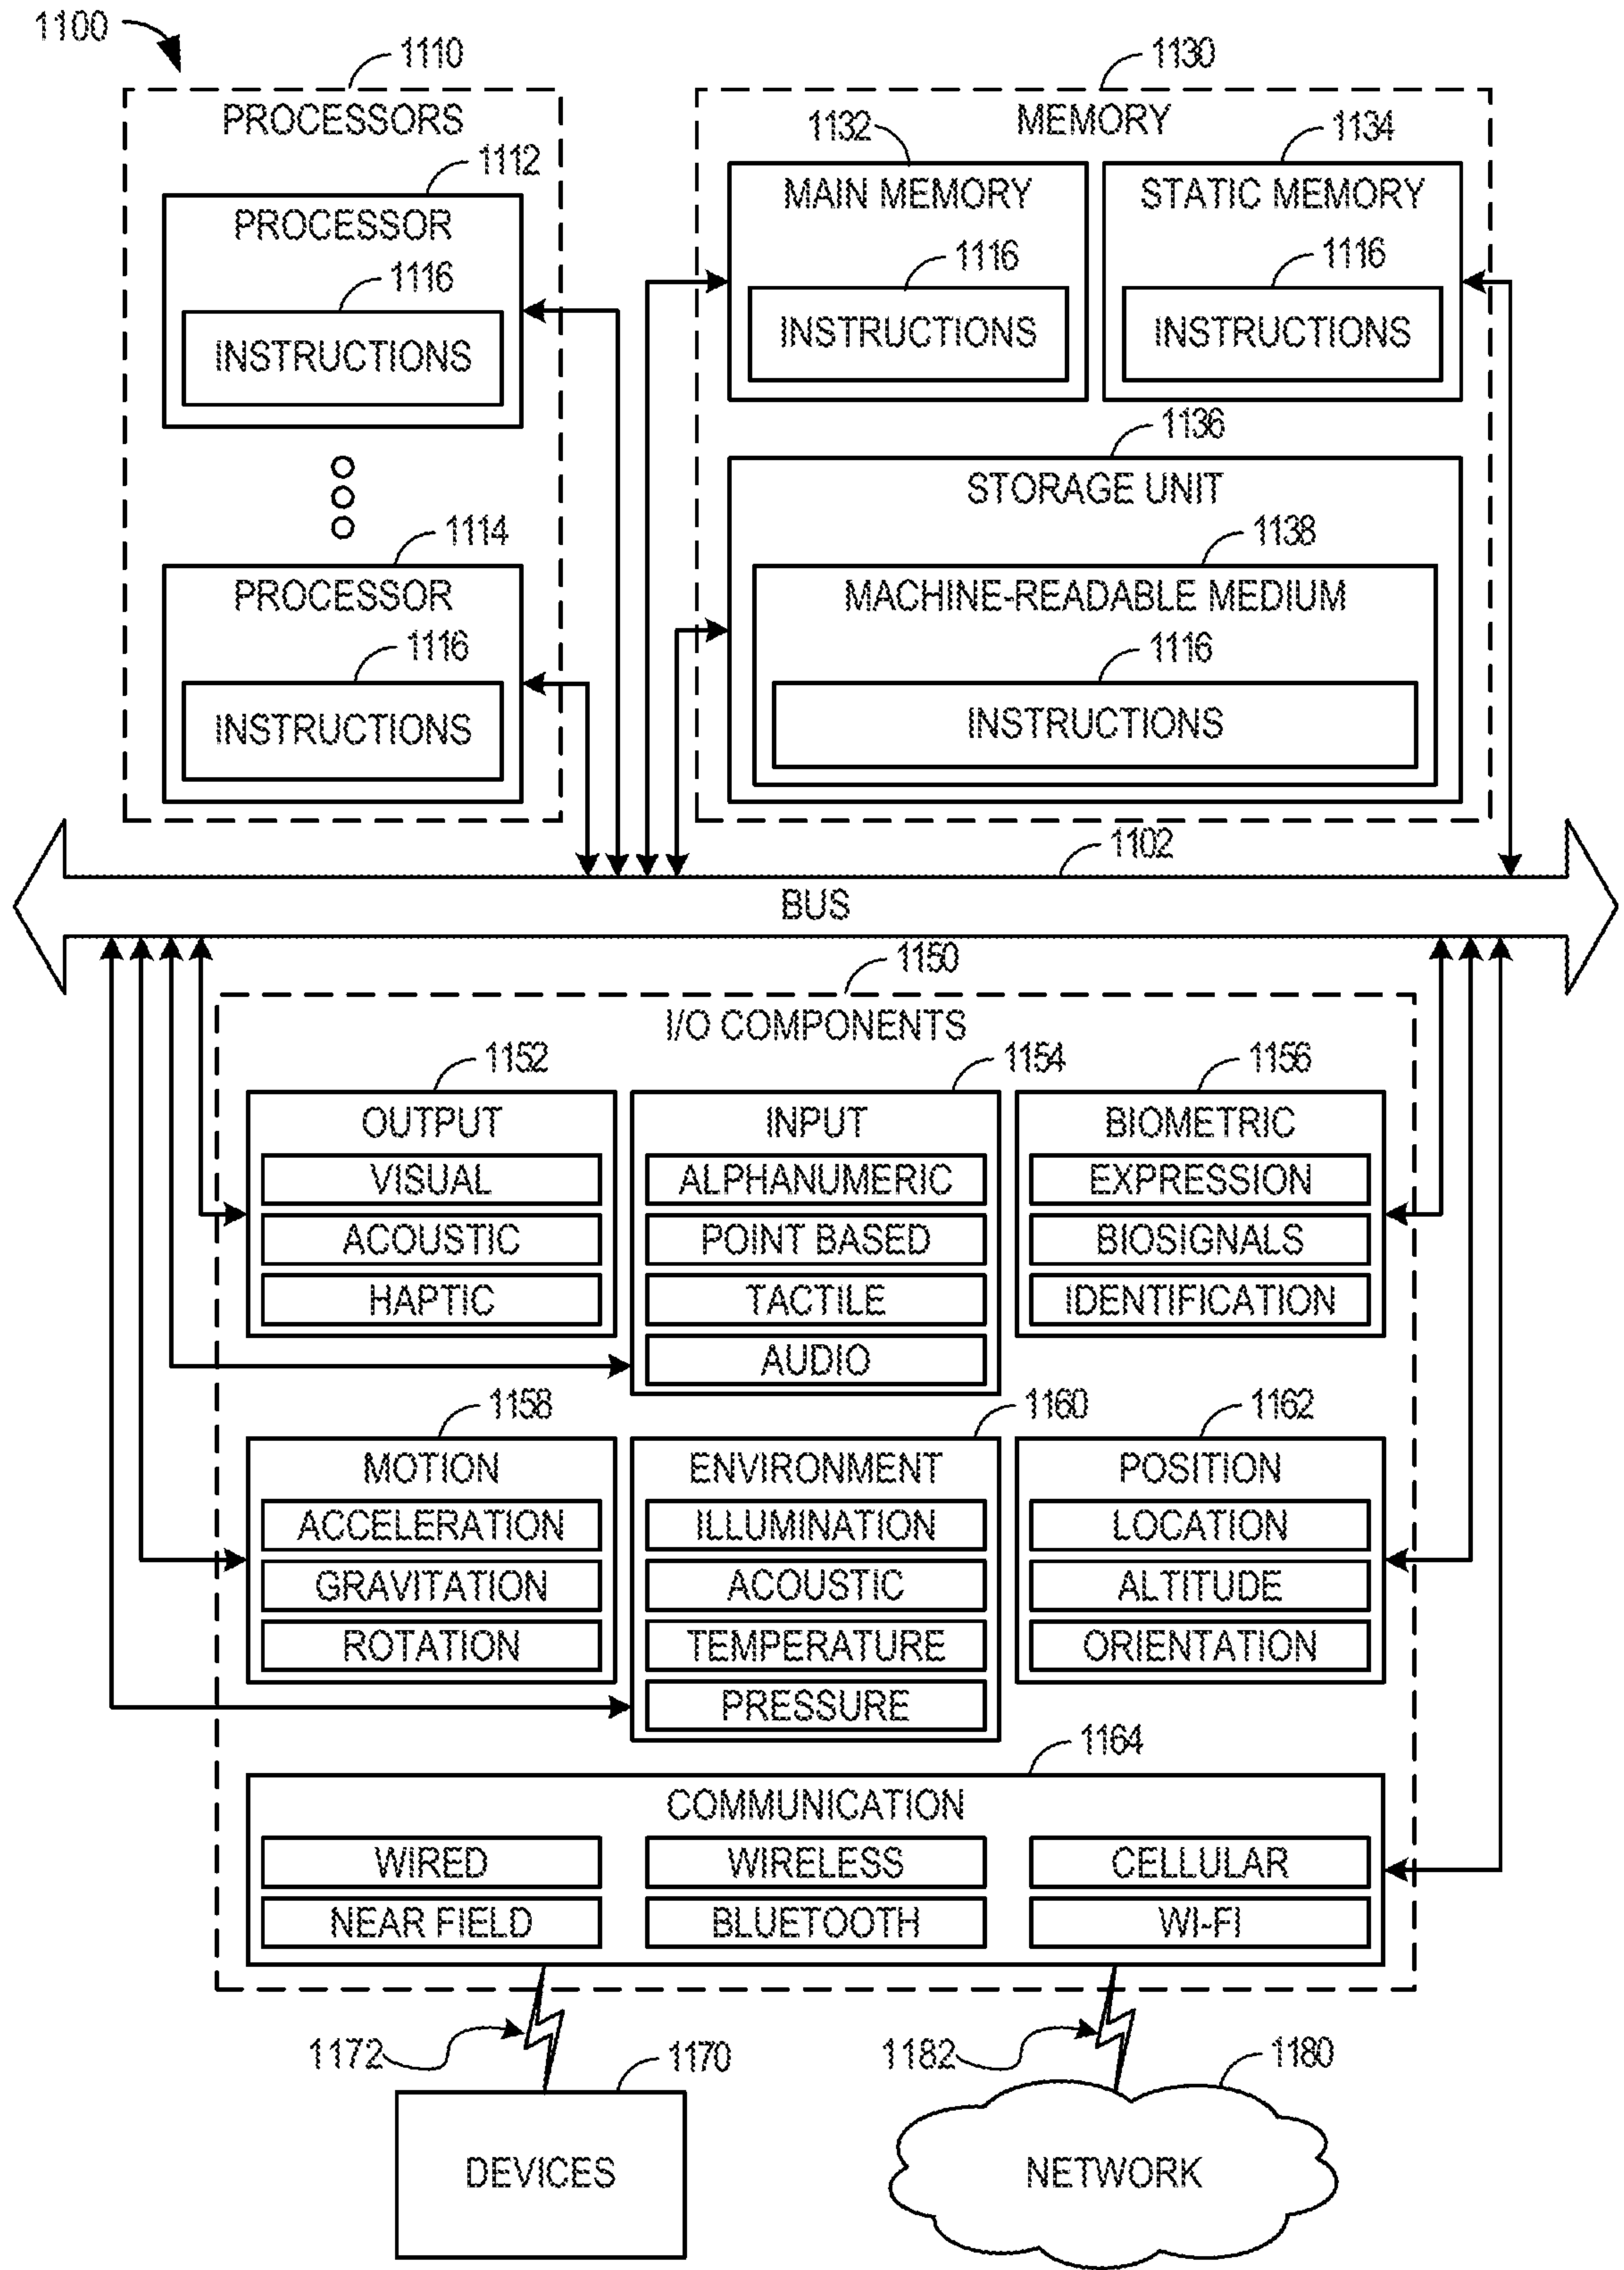 1100
1110
PROCESSORS
1112
PROCESSOR
1116
INSTRUCTIONS
1114
PROCESSOR
1116
INSTRUCTIONS
1130
MEMORY
1132
MAIN MEMORY
1116
INSTRUCTIONS
1134
STATIC MEMORY
1116
INSTRUCTIONS
1136
STORAGE UNIT
1138
MACHINE-READABLE MEDIUM
1116
INSTRUCTIONS
1102
BUS
1150
I/O COMPONENTS
1152
OUTPUT
VISUAL
ACOUSTIC
HAPTIC
1154
INPUT
ALPHANUMERIC
POINT BASED
TACTILE
AUDIO
1156
BIOMETRIC
EXPRESSION
BIOSIGNALS
IDENTIFICATION
1158
MOTION
ACCELERATION
GRAVITATION
ROTATION
1160
ENVIRONMENT
ILLUMINATION
ACOUSTIC
TEMPERATURE
PRESSURE
1162
POSITION
LOCATION
ALTITUDE
ORIENTATION
1164
COMMUNICATION
WIRED
WIRELESS
CELLULAR
NEAR FIELD
BLUETOOTH
WI-FI
1172
1170
DEVICES
1182
1180
NETWORK